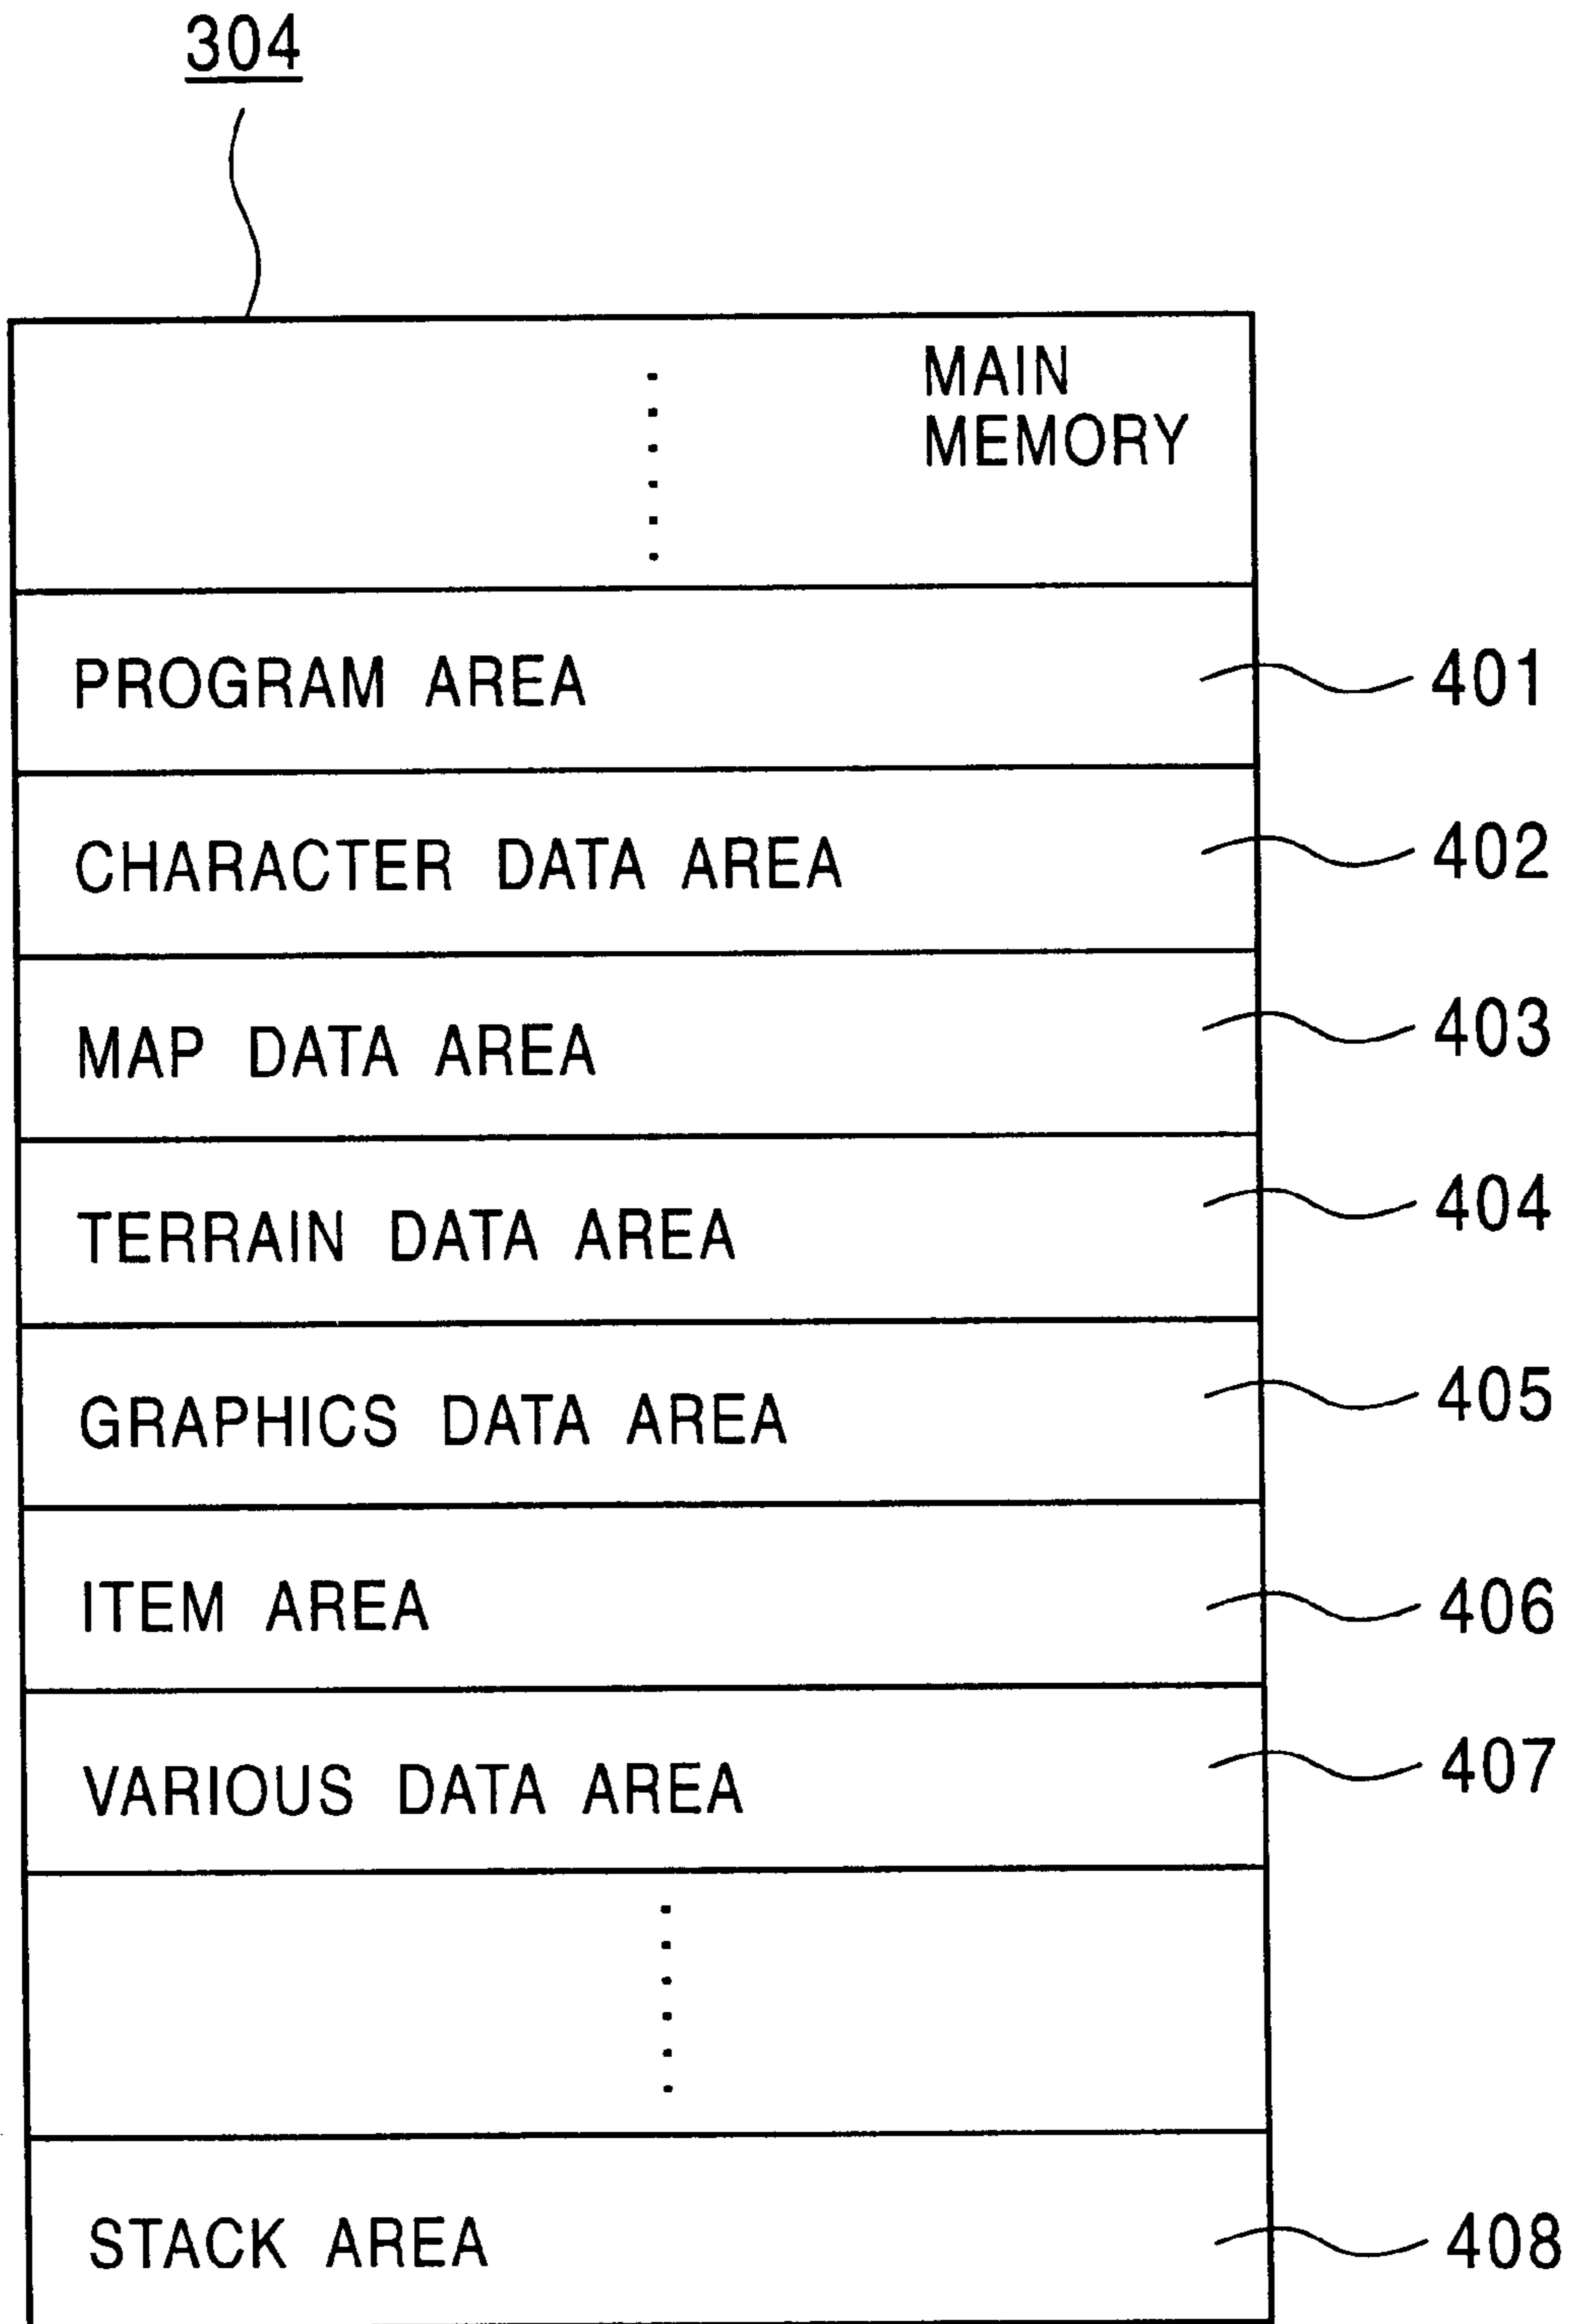 304
MAIN
MEMORY
PROGRAM AREA 401
CHARACTER DATA AREA 402
MAP DATA AREA 403
TERRAIN DATA AREA 404
GRAPHICS DATA AREA 405
ITEM AREA 406
VARIOUS DATA AREA 407
STACK AREA 408